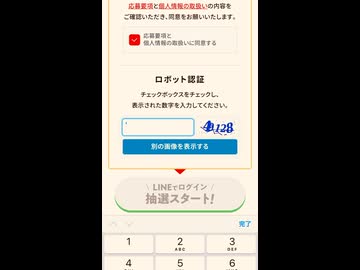 応募要項と個人情報の取扱いの内容を
ご確認いただき、同意をお願いいたします。
応募要項と
個人情報の取扱いに同意する
ロボット認証
チェックボックスをチェックし、
表示された数字を入力してください。
別の画像を表示する
\ LINEでログイン /
抽選スタート!
完了
1
2
ABC
3
DEF
4
5
6